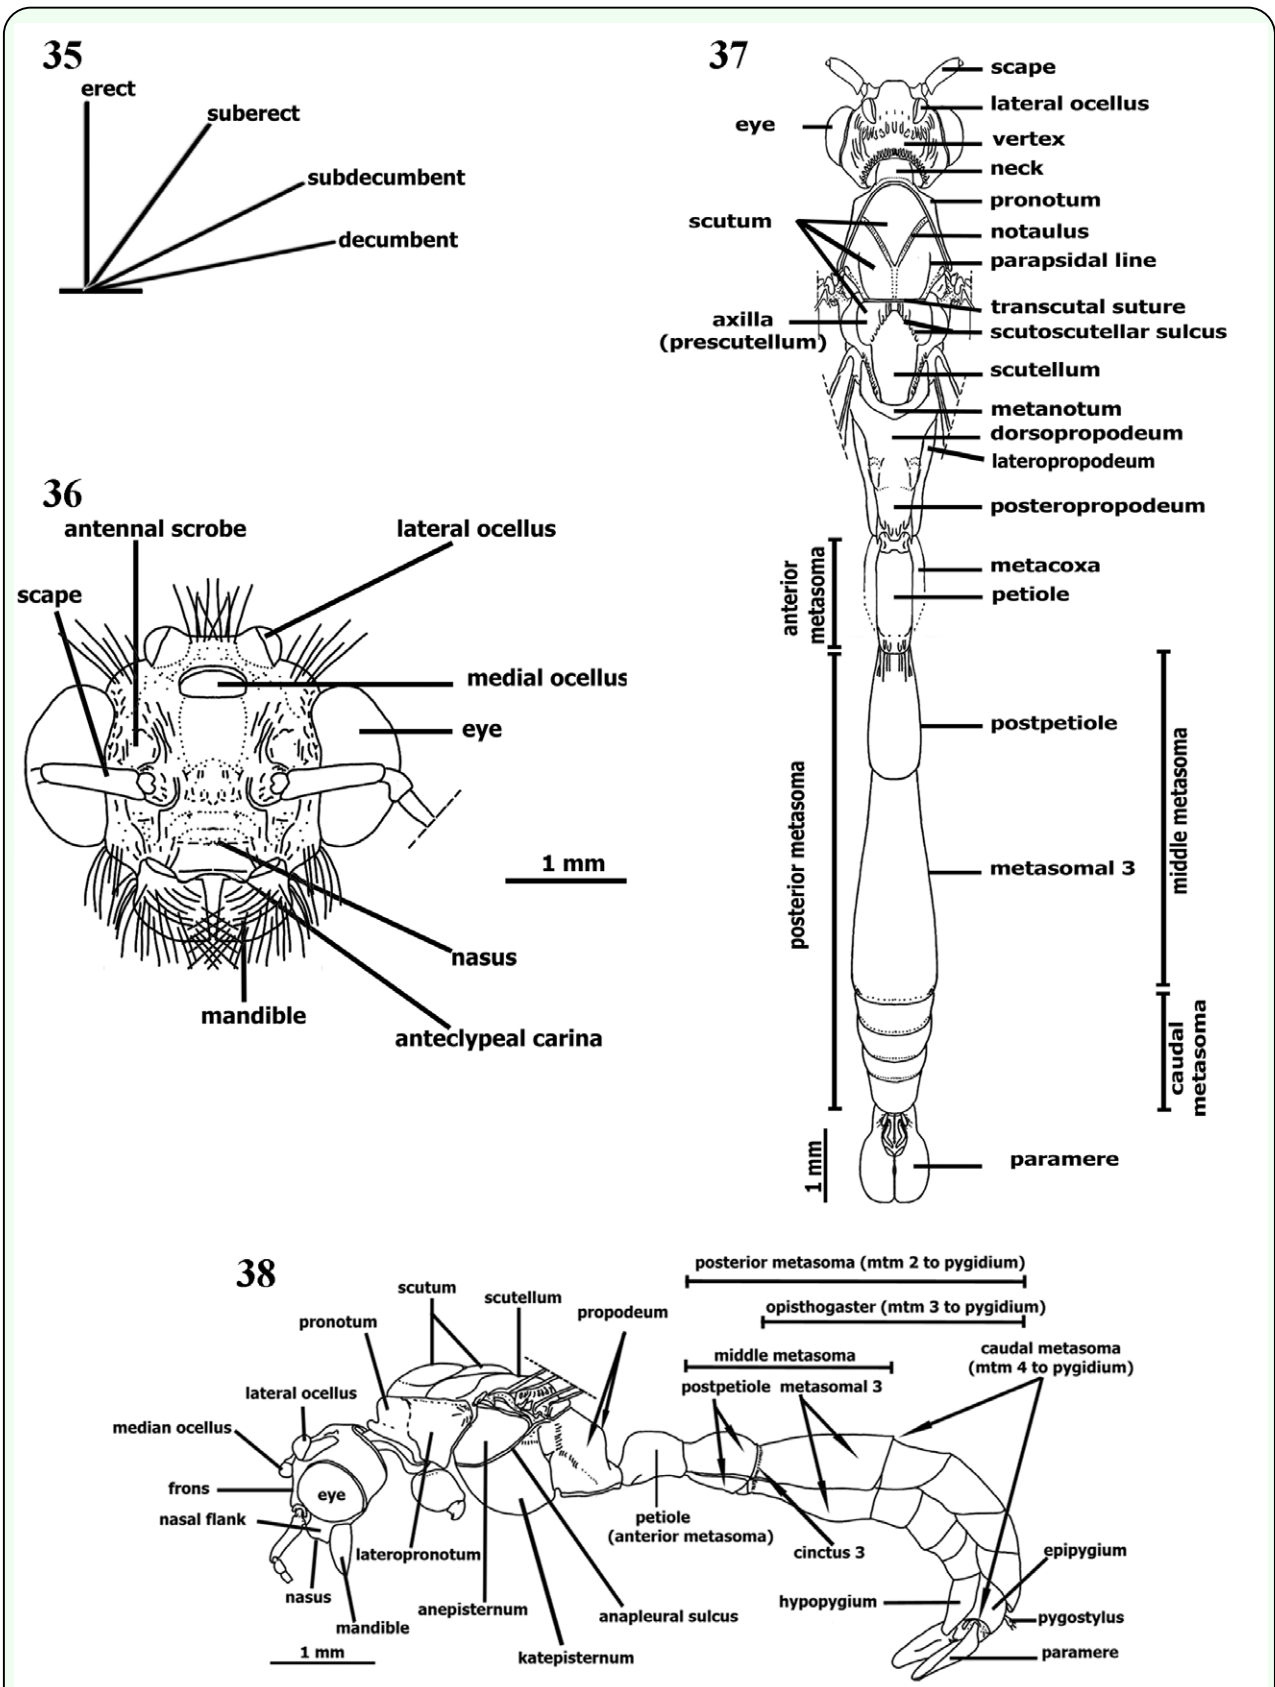 35
erect
suberect
subdecumbent
decumbent
36
antennal scrobe
lateral ocellus
scape
medial ocellus
eye
1 mm
nasus
mandible
anteclypeal carina
37
scape
lateral ocellus
eye
vertex
neck
pronotum
scutum
notaulus
parapsidal line
transcutal suture
axilla
(prescutellum)
scutoscutellar sulcus
scutellum
metanotum
dorsopropodeum
lateropropodeum
posteropropodeum
anterior
metasoma
metacoxa
petiole
postpetiole
posterior metasoma
middle metasoma
metasomal 3
caudal
metasoma
1 mm
paramere
38
posterior metasoma (mtm 2 to pygidium)
scutum
scutellum
propodeum
opisthogaster (mtm 3 to pygidium)
pronotum
middle metasoma
caudal metasoma
(mtm 4 to pygidium)
lateral ocellus
postpetiole metasomal 3
median ocellus
frons
eye
nasal flank
petiole
(anterior metasoma)
lateropronotum
cinctus 3
epipygium
nasus
anepisternum
hypopygium
mandible
anapleural sulcus
pygostylus
1 mm
katepisternum
paramere